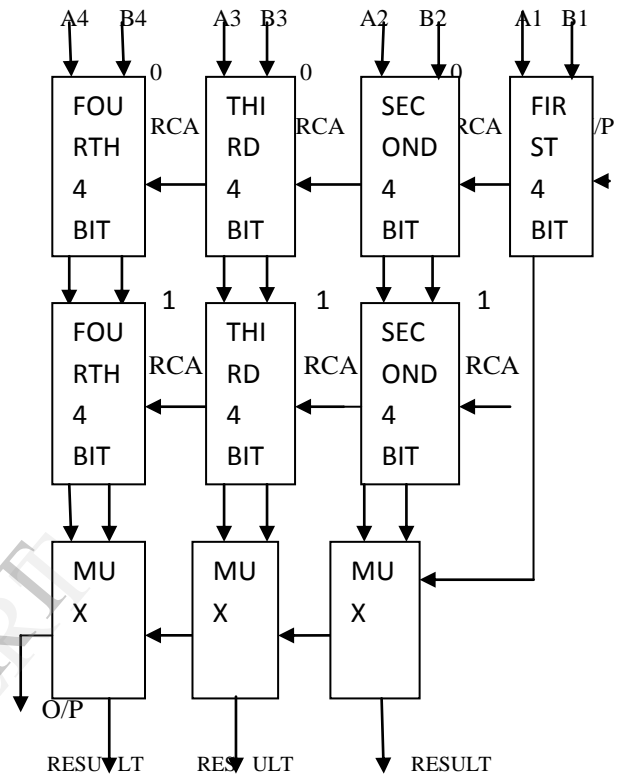 A4 B4 A3 B3 A2 B2 A1 B1
0 0 0
FOU THI SEC FIR
RCA RCA RCA /P
RTH RD OND ST
4 4 4 4
BIT BIT BIT BIT
1 1 1
FOU THI SEC
RCA RCA RCA
RTH RD OND
4 4 4
BIT BIT BIT
MU MU MU
X X X
O/P
RESU LT RES ULT RESULT